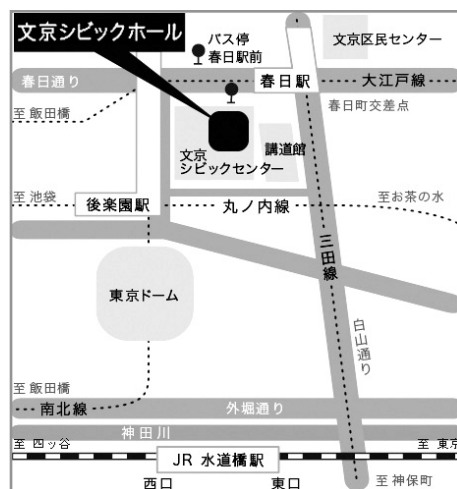 文京シビックホール
バス停
春日駅前
文京区民センター
春日通り
春日駅
大江戸線
至 飯田橋
春日町交差点
講道館
文京
シビックセンター
至 池袋
後楽園駅
丸ノ内線
至お茶の水
三田線
東京ドーム
白山通り
至 飯田橋
南北線
外堀通り
神田川
至 四ッ谷
至 東京
JR 水道橋駅
西口
東口
至 神保町